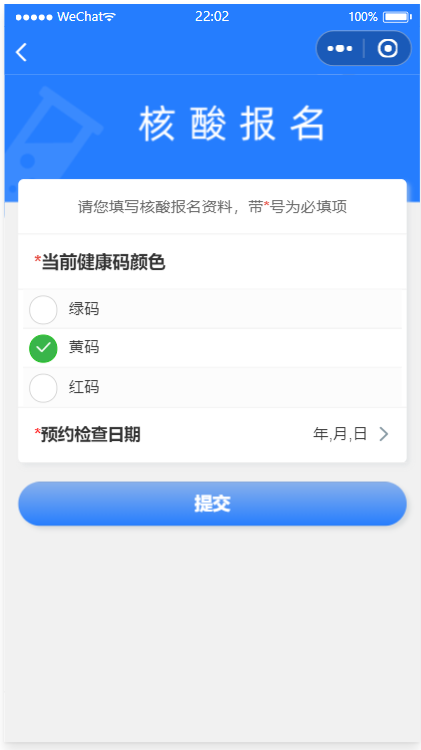 ●●●●● WeChat 22:02 100%
核酸报名
请您填写核酸报名资料，带*号为必填项
*当前健康码颜色
绿码
黄码
红码
*预约检查日期 年,月,日
提交